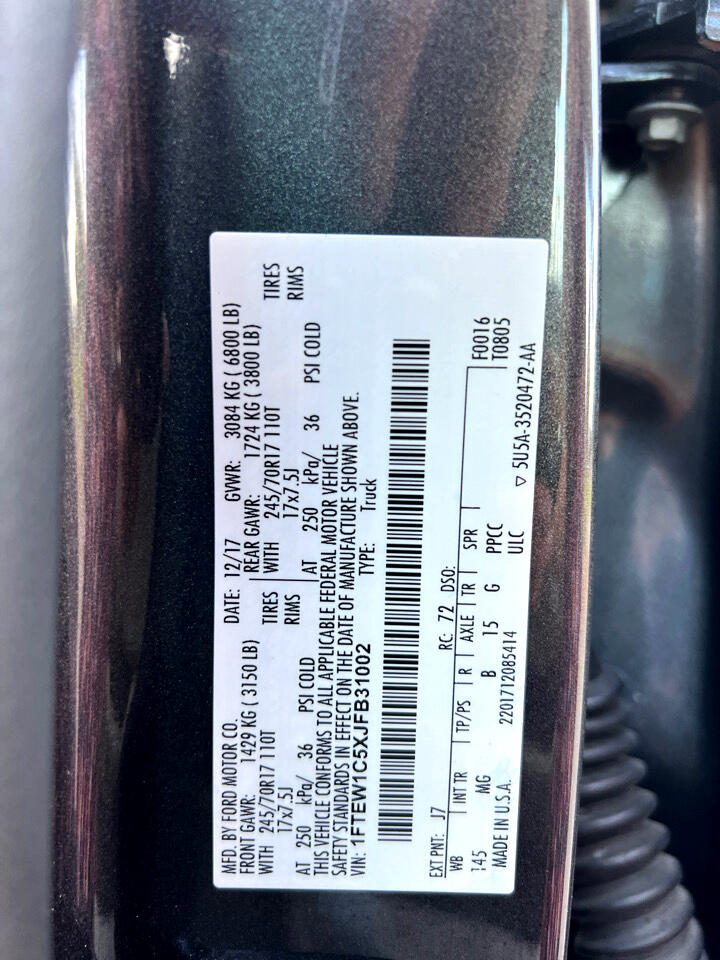 MFD. BY FORD MOTOR CO. DATE: 12/17 GVWR: 3084 KG ( 6800 LB)
FRONT GAWR: 1429 KG ( 3150 LB) REAR GAWR: 1724 KG ( 3800 LB)
WITH 245/70R17 110T TIRES WITH 245/70R17 110T TIRES
17x7.5J RIMS 17x7.5J RIMS
AT 250 kPa/ 36 PSI COLD AT 250 kPa/ 36 PSI COLD
THIS VEHICLE CONFORMS TO ALL APPLICABLE FEDERAL MOTOR VEHICLE
SAFETY STANDARDS IN EFFECT ON THE DATE OF MANUFACTURE SHOWN ABOVE.
VIN: 1FTEW1C5XJFB31002 TYPE: Truck
EXT PNT: J7 RC: 72 DSO:
WB INT TR TP/PS R AXLE TR SPR F0016
145 MG B 15 G PPCC T0805
ULC
MADE IN U.S.A. 2201712085414 ▽ 5U5A-3520472-AA